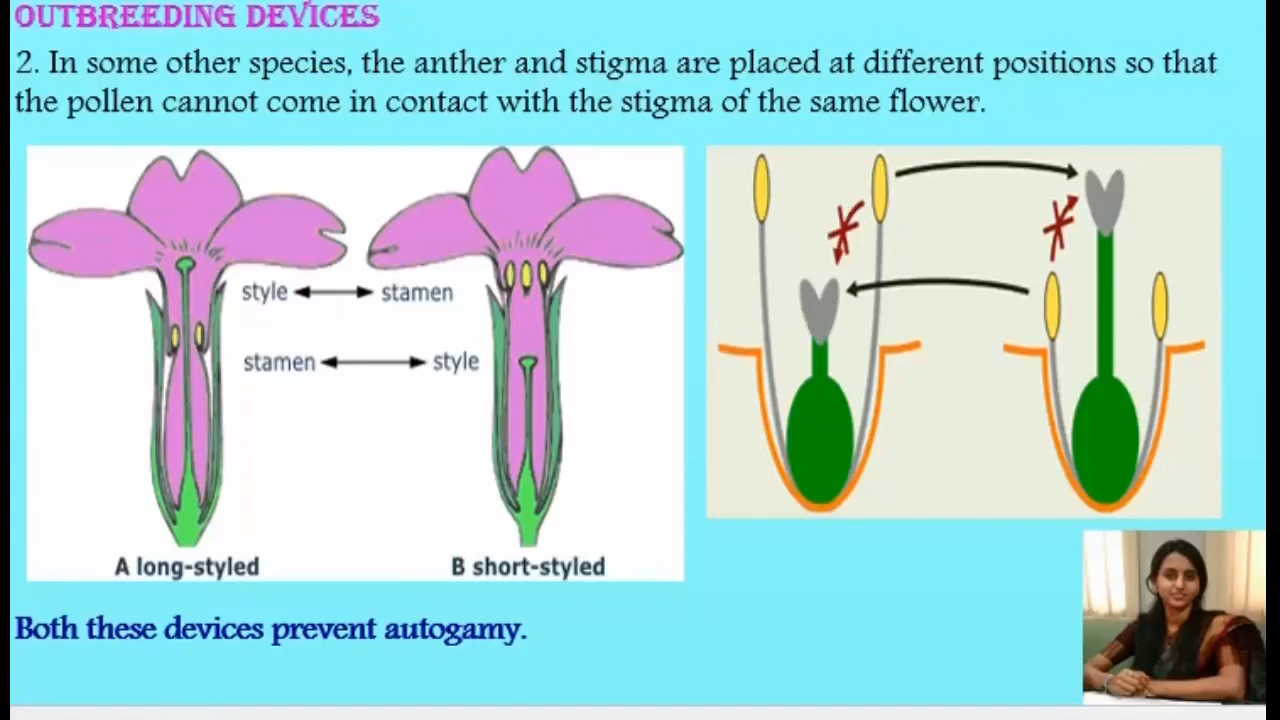 OUTBREEDING DEVICES
2. In some other species, the anther and stigma are placed at different positions so that
the pollen cannot come in contact with the stigma of the same flower.
style stamen
stamen style
A long-styled B short-styled
Both these devices prevent autogamy.